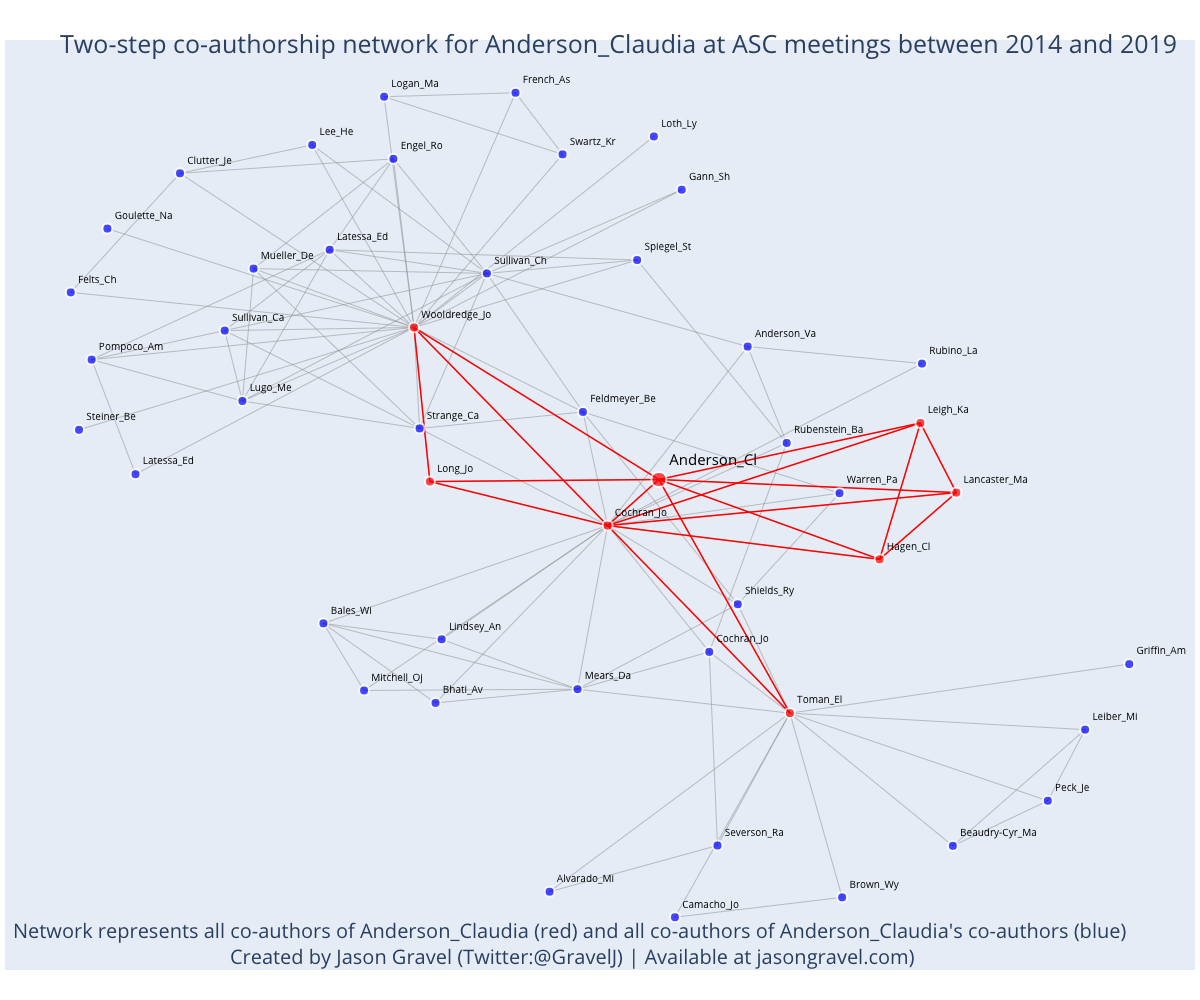 Two-step co-authorship network for Anderson_Claudia at ASC meetings between 2014 and 2019
Logan_Ma
French_As
Lee_He
Engel_Ro
Loth_Ly
Swartz_Kr
Clutter_Je
Gann_Sh
Goulette_Na
Latessa_Ed
Mueller_De
Sullivan_Ch
Spiegel_St
Felts_Ch
Sullivan_Ca
Wooldredge_Jo
Anderson_Va
Pompoco_Am
Rubino_La
Lugo_Me
Feldmeyer_Be
Steiner_Be
Strange_Ca
Leigh_Ka
Rubenstein_Ba
Latessa_Ed
Long_Jo
Anderson_Cl
Warren_Pa
Lancaster_Ma
Cochran_Jo
Hagen_Cl
Shields_Ry
Bales_Wi
Lindsey_An
Cochran_Jo
Griffin_Am
Mitchell_Oj
Bhati_Av
Mears_Da
Toman_El
Leiber_Mi
Peck_Je
Severson_Ra
Beaudry-Cyr_Ma
Alvarado_Mi
Brown_Wy
Camacho_Jo
Network represents all co-authors of Anderson_Claudia (red) and all co-authors of Anderson_Claudia's co-authors (blue)
Created by Jason Gravel (Twitter:@GravelJ) | Available at jasongravel.com)